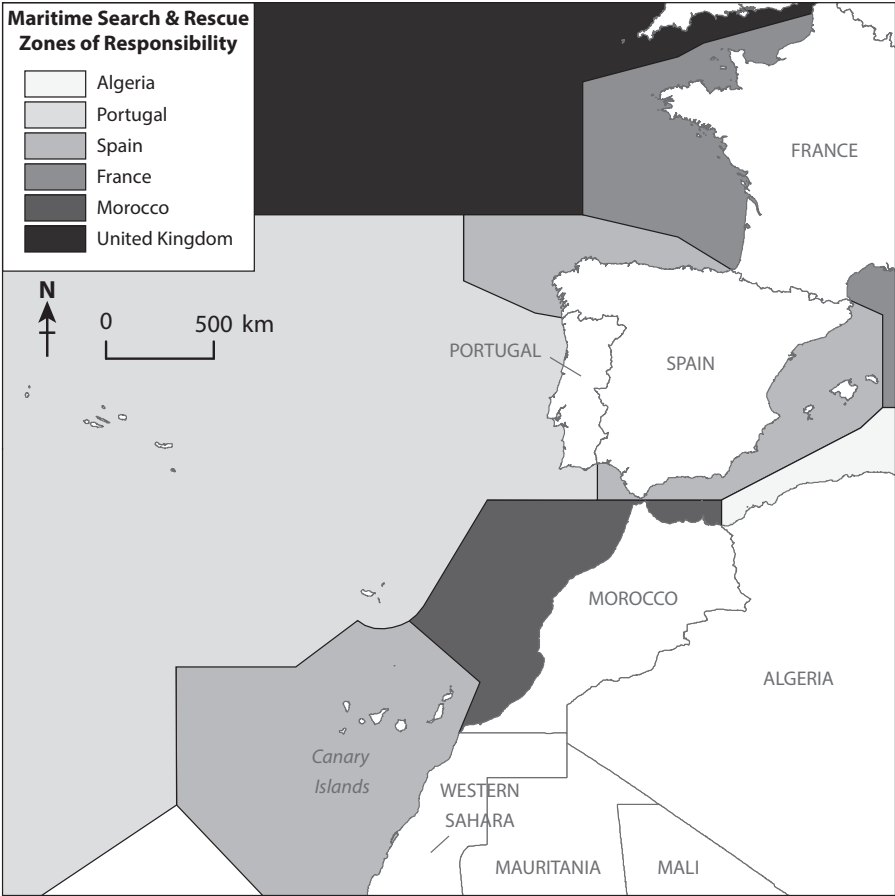 Maritime Search & Rescue
Zones of Responsibility
Algeria
Portugal
Spain
France
Morocco
United Kingdom
N
0 500 km
FRANCE
PORTUGAL
SPAIN
MOROCCO
ALGERIA
Canary
Islands
WESTERN
SAHARA
MAURITANIA
MALI